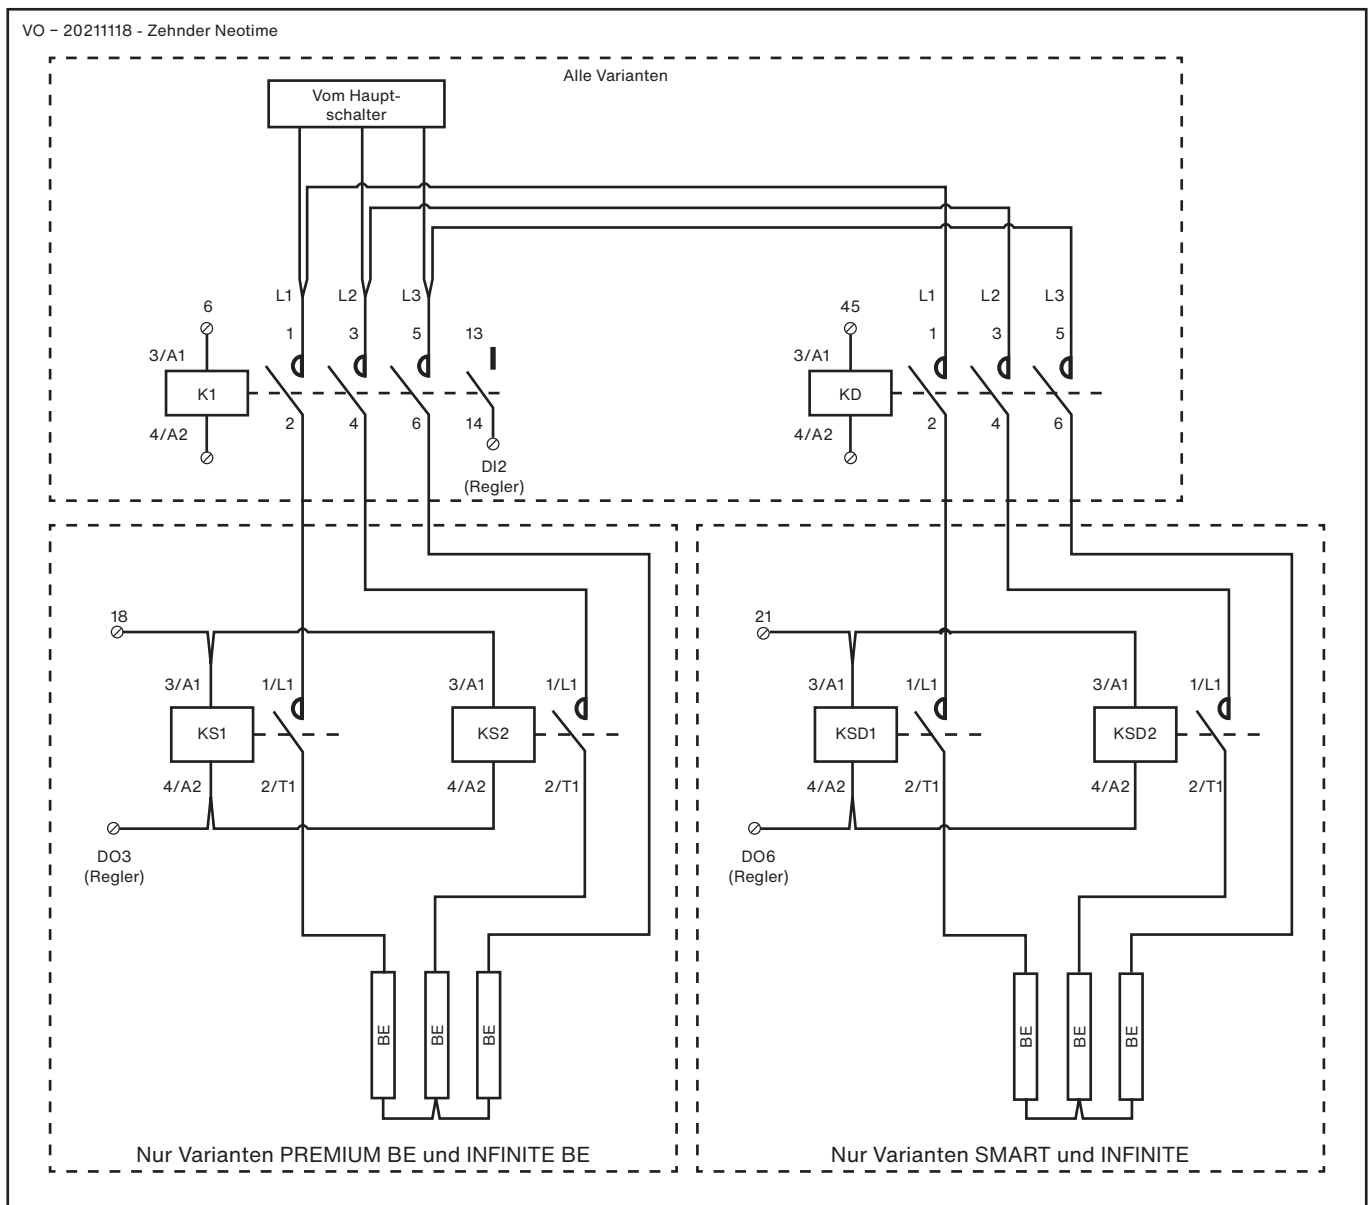 VO – 20211118 - Zehnder Neotime
Alle Varianten
Vom Haupt-
schalter
L1
L2
L3
L1
L2
L3
6
45
1
3
5
13
1
3
5
3/A1
3/A1
K1
KD
4/A2
2
4
6
14
4/A2
2
4
6
DI2
(Regler)
18
21
3/A1
1/L1
3/A1
1/L1
3/A1
1/L1
3/A1
1/L1
KS1
KS2
KSD1
KSD2
4/A2
2/T1
4/A2
2/T1
4/A2
2/T1
4/A2
2/T1
DO3
(Regler)
DO6
(Regler)
BE
BE
BE
BE
BE
BE
Nur Varianten PREMIUM BE und INFINITE BE
Nur Varianten SMART und INFINITE